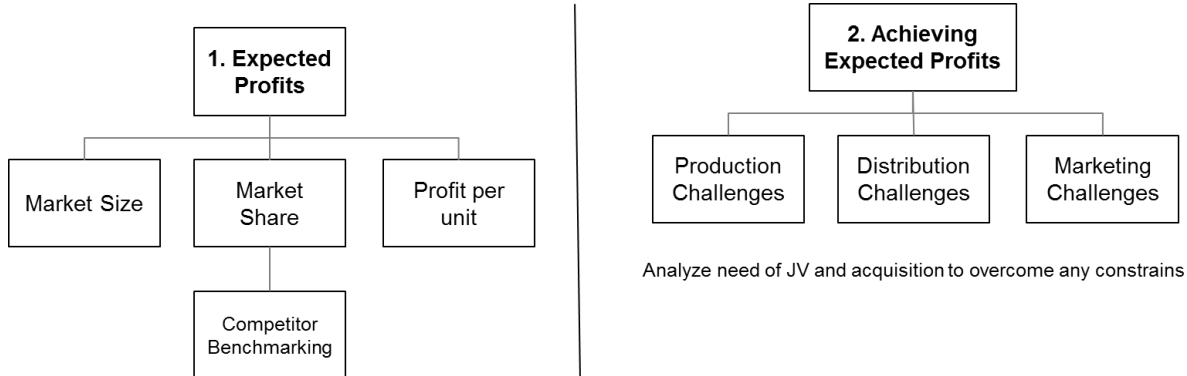 1. Expected
Profits
Market Size
Market
Share
Profit per
unit
Competitor
Benchmarking
2. Achieving
Expected Profits
Production
Challenges
Distribution
Challenges
Marketing
Challenges
Analyze need of JV and acquisition to overcome any constrains